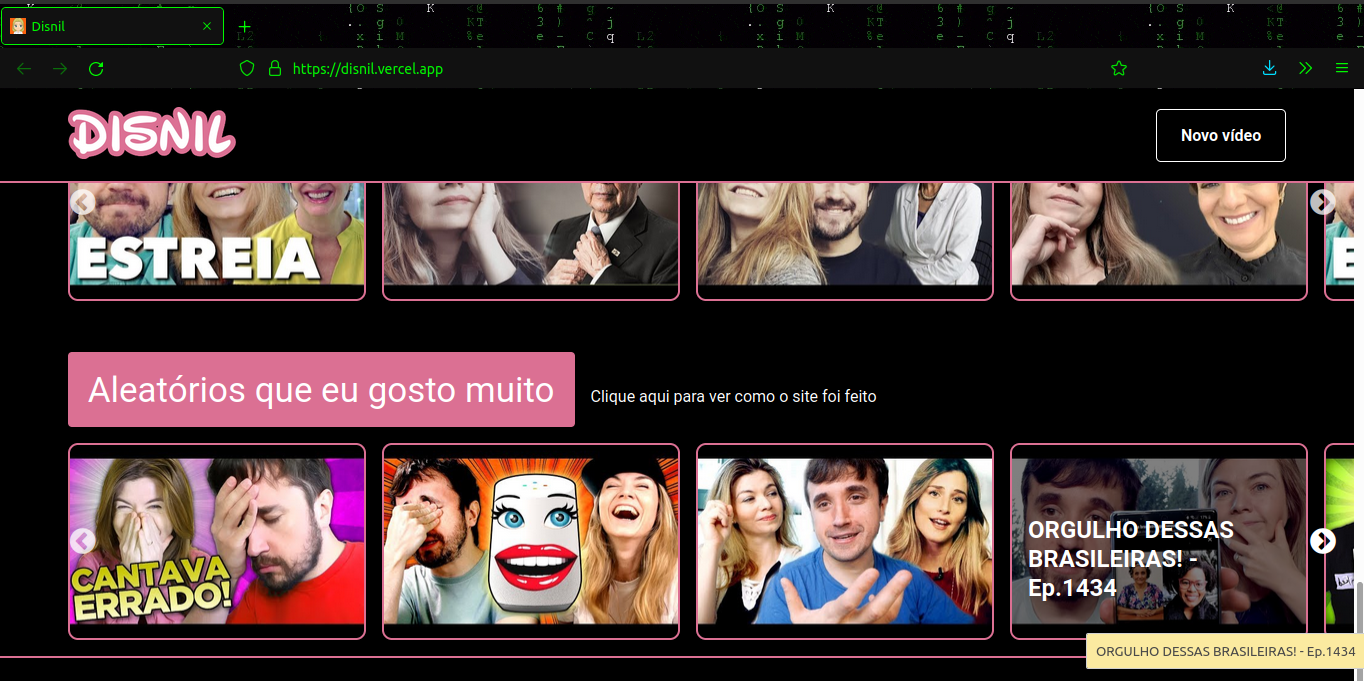 Disnil
https://disnil.vercel.app
DISNIL
Novo vídeo
ESTREIA
Aleatórios que eu gosto muito
Clique aqui para ver como o site foi feito
CANTAVA
ERRADO!
ORGULHO DESSAS
BRASILEIRAS! -
Ep.1434
ORGULHO DESSAS BRASILEIRAS! - Ep.1434